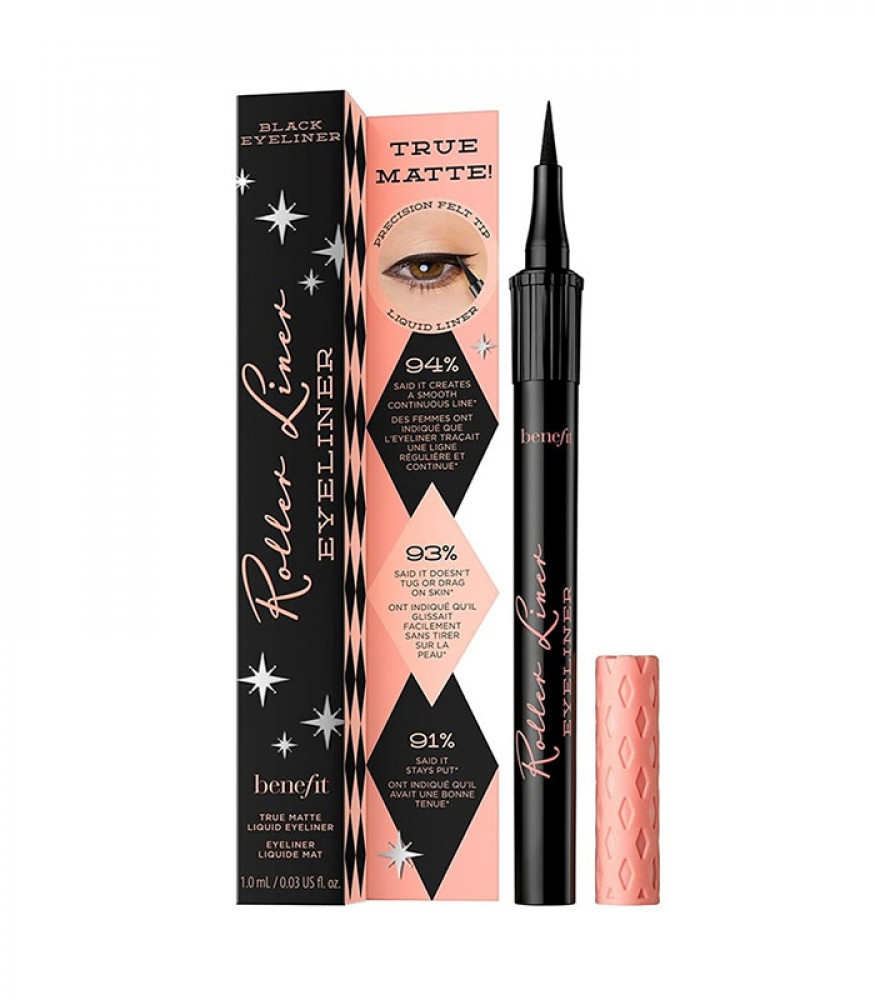 BLACK
EYELINER
Roller Liner
EYELINER
benefit
TRUE MATTE
LIQUID EYELINER
EYELINER
LIQUIDE MAT
1.0 mL / 0.03 US fl. oz.
TRUE
MATTE!
PRECISION FELT TIP
LIQUID LINER
94%
SAID IT CREATES
A SMOOTH
CONTINUOUS LINE*
DES FEMMES ONT
INDIQUÉ QUE
L'EYELINER TRAÇAIT
UNE LIGNE
RÉGULIÈRE ET
CONTINUE*
93%
SAID IT DOESN'T
TUG OR DRAG
ON SKIN*
ONT INDIQUÉ QU'IL
GLISSAIT
FACILEMENT
SANS TIRER
SUR LA
PEAU*
91%
SAID IT
STAYS PUT*
ONT INDIQUÉ QU'IL
AVAIT UNE BONNE
TENUE*
benefit
Roller Liner
EYELINER